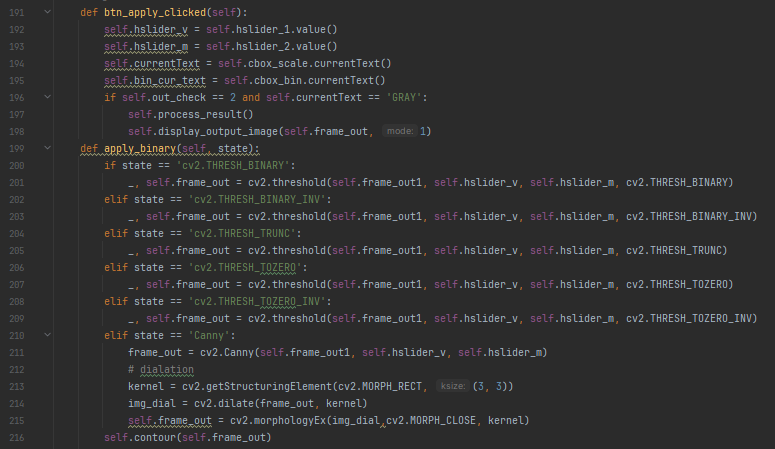 191 def btn_apply_clicked(self):
192 self.hslider_v = self.hslider_1.value()
193 self.hslider_m = self.hslider_2.value()
194 self.currentText = self.cbox_scale.currentText()
195 self.bin_cur_text = self.cbox_bin.currentText()
196 if self.out_check == 2 and self.currentText == 'GRAY':
197 self.process_result()
198 self.display_output_image(self.frame_out, mode: 1)
199 def apply_binary(self, state):
200 if state == 'cv2.THRESH_BINARY':
201 _, self.frame_out = cv2.threshold(self.frame_out1, self.hslider_v, self.hslider_m, cv2.THRESH_BINARY)
202 elif state == 'cv2.THRESH_BINARY_INV':
203 _, self.frame_out = cv2.threshold(self.frame_out1, self.hslider_v, self.hslider_m, cv2.THRESH_BINARY_INV)
204 elif state == 'cv2.THRESH_TRUNC':
205 _, self.frame_out = cv2.threshold(self.frame_out1, self.hslider_v, self.hslider_m, cv2.THRESH_TRUNC)
206 elif state == 'cv2.THRESH_TOZERO':
207 _, self.frame_out = cv2.threshold(self.frame_out1, self.hslider_v, self.hslider_m, cv2.THRESH_TOZERO)
208 elif state == 'cv2.THRESH_TOZERO_INV':
209 _, self.frame_out = cv2.threshold(self.frame_out1, self.hslider_v, self.hslider_m, cv2.THRESH_TOZERO_INV)
210 elif state == 'Canny':
211 frame_out = cv2.Canny(self.frame_out1, self.hslider_v, self.hslider_m)
212 # dialation
213 kernel = cv2.getStructuringElement(cv2.MORPH_RECT, ksize: (3, 3))
214 img_dial = cv2.dilate(frame_out, kernel)
215 self.frame_out = cv2.morphologyEx(img_dial,cv2.MORPH_CLOSE, kernel)
216 self.contour(self.frame_out)